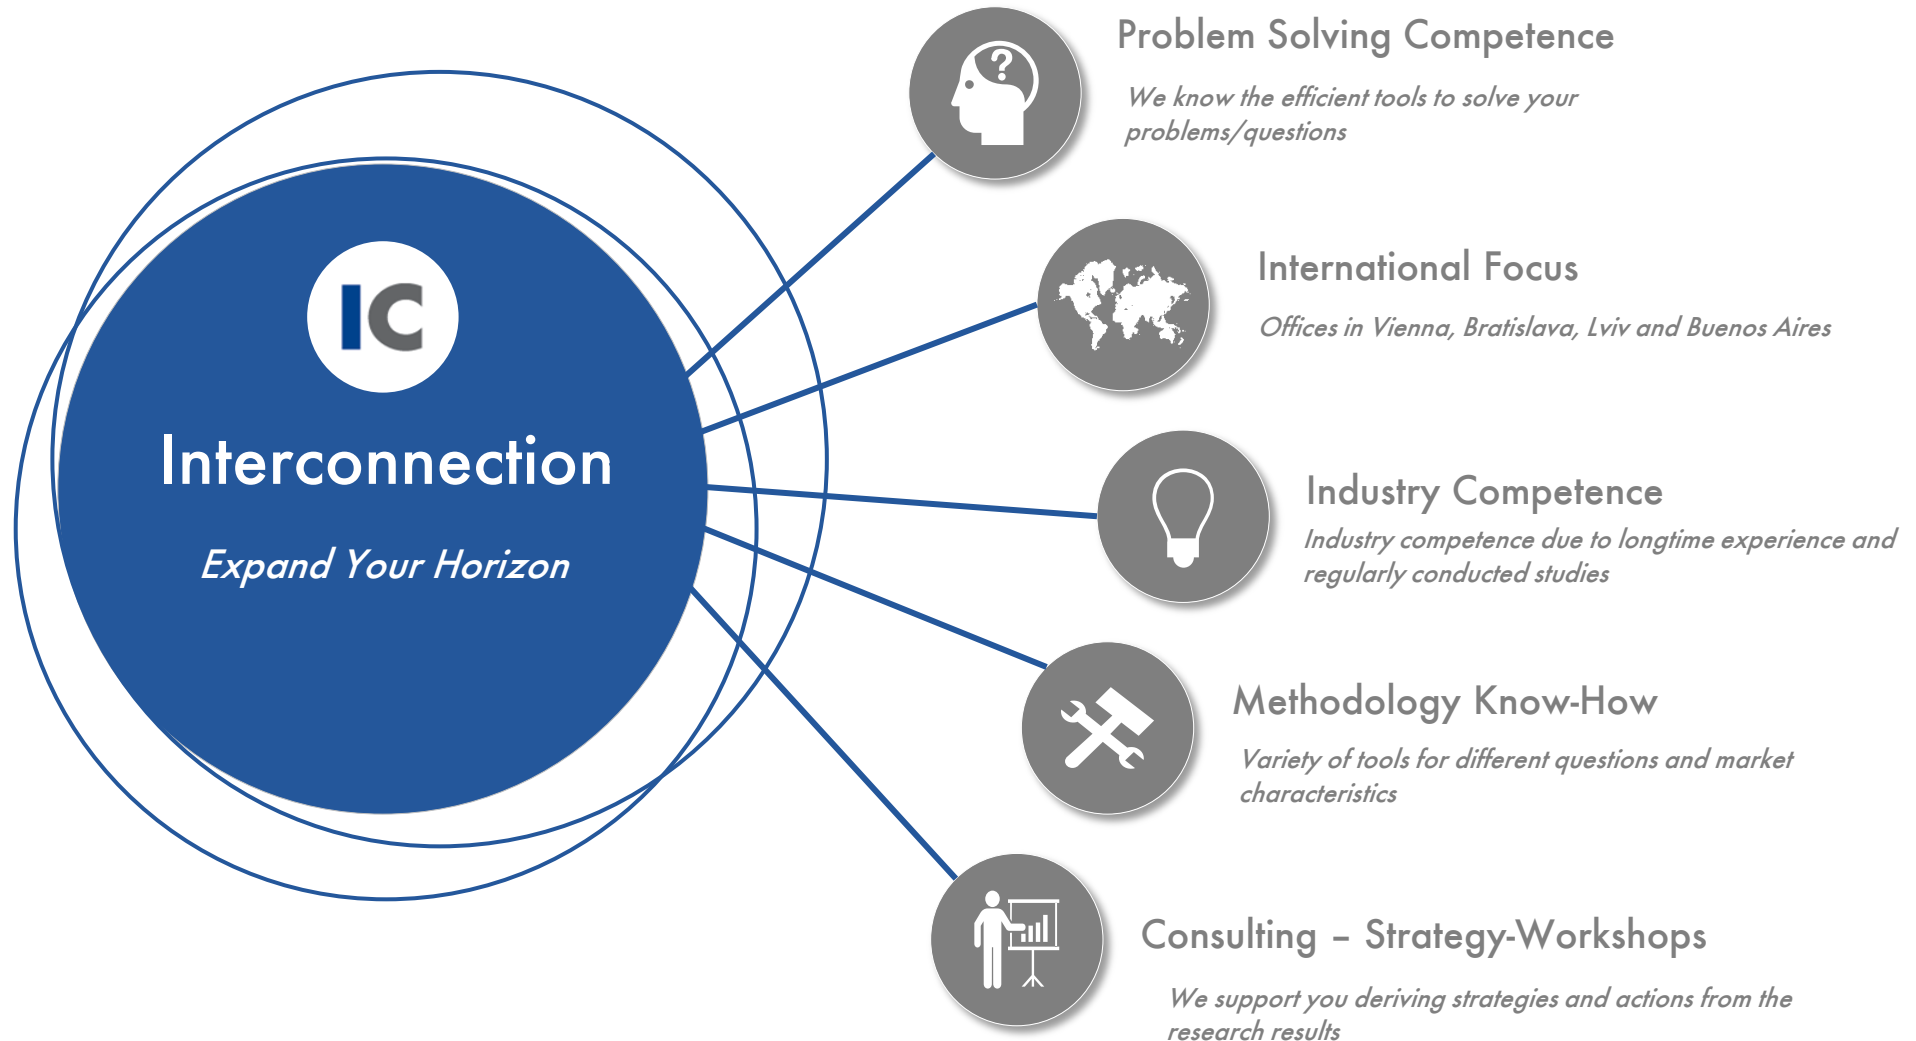 IC
Interconnection
Expand Your Horizon
?
Problem Solving Competence
We know the efficient tools to solve your
problems/questions
International Focus
Offices in Vienna, Bratislava, Lviv and Buenos Aires
Industry Competence
Industry competence due to longtime experience and
regularly conducted studies
Methodology Know-How
Variety of tools for different questions and market
characteristics
Consulting – Strategy-Workshops
We support you deriving strategies and actions from the
research results